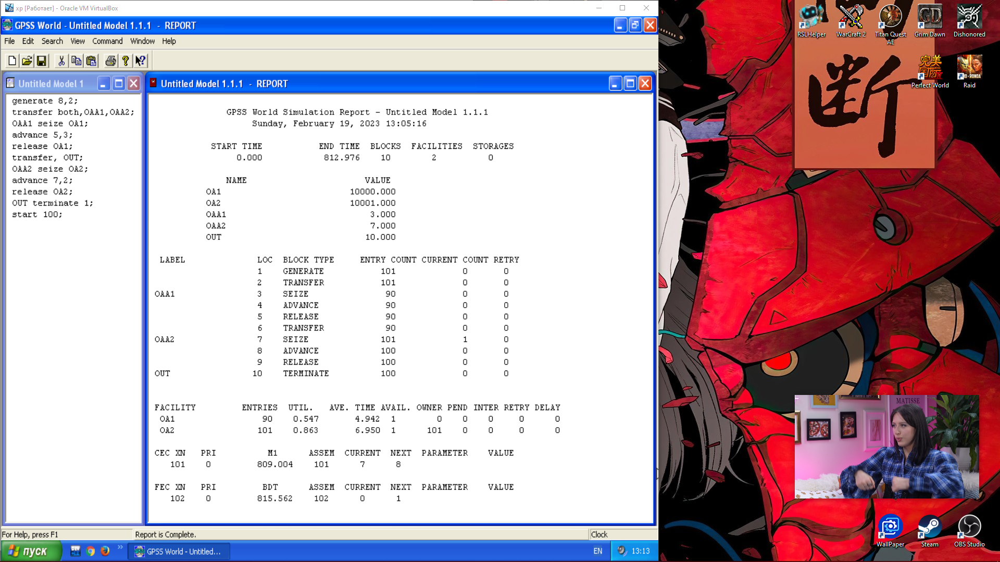 xp [Работает] - Oracle VM VirtualBox
GPSS World - Untitled Model 1.1.1 - REPORT
File Edit Search View Command Window Help
Untitled Model 1
generate 8,2;
transfer both,OAA1,OAA2;
OAA1 seize OA1;
advance 5,3;
release OA1;
transfer, OUT;
OAA2 seize OA2;
advance 7,2;
release OA2;
OUT terminate 1;
start 100;
Untitled Model 1.1.1 - REPORT
GPSS World Simulation Report - Untitled Model 1.1.1
Sunday, February 19, 2023 13:05:16
START TIME END TIME BLOCKS FACILITIES STORAGES
0.000 812.976 10 2 0
NAME VALUE
OA1 10000.000
OA2 10001.000
OAA1 3.000
OAA2 7.000
OUT 10.000
LABEL LOC BLOCK TYPE ENTRY COUNT CURRENT COUNT RETRY
1 GENERATE 101 0 0
2 TRANSFER 101 0 0
OAA1 3 SEIZE 90 0 0
4 ADVANCE 90 0 0
5 RELEASE 90 0 0
6 TRANSFER 90 0 0
OAA2 7 SEIZE 101 1 0
8 ADVANCE 100 0 0
9 RELEASE 100 0 0
OUT 10 TERMINATE 100 0 0
FACILITY ENTRIES UTIL. AVE. TIME AVAIL. OWNER PEND INTER RETRY DELAY
OA1 90 0.547 4.942 1 0 0 0 0 0
OA2 101 0.863 6.950 1 101 0 0 0 0
CEC XN PRI M1 ASSEM CURRENT NEXT PARAMETER VALUE
101 0 809.004 101 7 8
FEC XN PRI BDT ASSEM CURRENT NEXT PARAMETER VALUE
102 0 815.562 102 0 1
For Help, press F1
Report is Complete.
Clock
пуск
GPSS World - Untitled...
EN
13:13
RSLHelper
WarCraft 2
Titan Quest
AE
GD
Grim Dawn
Dishonored
完美
国际
Perfect World
Raid
断
MATISSE
WallPaper
Steam
OBS Studio